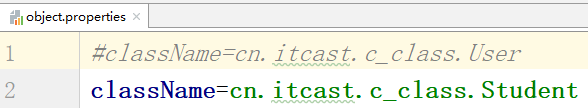 object.properties
1 #className=cn.itcast.c_class.User
2 className=cn.itcast.c_class.Student